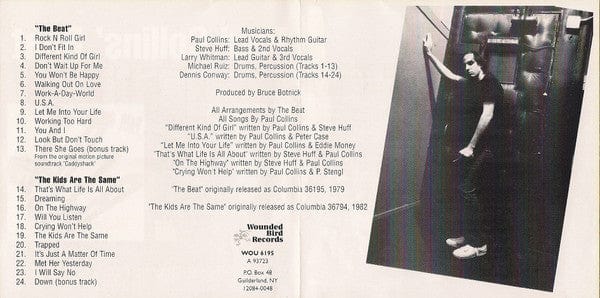 "The Beat"
1. Rock N Roll Girl
2. I Don't Fit In
3. Different Kind Of Girl
4. Don't Wait Up For Me
5. You Won't Be Happy
6. Walking Out On Love
7. Work-A-Day-World
8. U.S.A.
9. Let Me Into Your Life
10. Working Too Hard
11. You And I
12. Look But Don't Touch
13. There She Goes (bonus track)
From the original motion picture
soundtrack 'Caddyshack'
"The Kids Are The Same"
14. That's What Life Is All About
15. Dreaming
16. On The Highway
17. Will You Listen
18. Crying Won't Help
19. The Kids Are The Same
20. Trapped
21. It's Just A Matter Of Time
22. Met Her Yesterday
23. I Will Say No
24. Down (bonus track)
Musicians:
Paul Collins: Lead Vocals & Rhythm Guitar
Steve Huff: Bass & 2nd Vocals
Larry Whitman: Lead Guitar & 3rd Vocals
Michael Ruiz: Drums, Percussion (Tracks 1-13)
Dennis Conway: Drums, Percussion (Tracks 14-24)
Produced by Bruce Botnick
All Arrangements by The Beat
All Songs By Paul Collins
"Different Kind Of Girl" written by Paul Collins & Steve Huff
"U.S.A." written by Paul Collins & Peter Case
"Let Me Into Your Life" written by Paul Collins & Eddie Money
"That's What Life Is All About" written by Steve Huff & Paul Collins
"On The Highway" written by Steve Huff & Paul Collins
"Crying Won't Help' written by Paul Collins & P. Stengl
'The Beat" originally released as Columbia 36195, 1979
'The Kids Are The Same" originally released as Columbia 36794, 1982
Wounded
Bird
Records
WOU 6195
A 93723
P.O. Box 48
Guilderland, NY
12084-0048